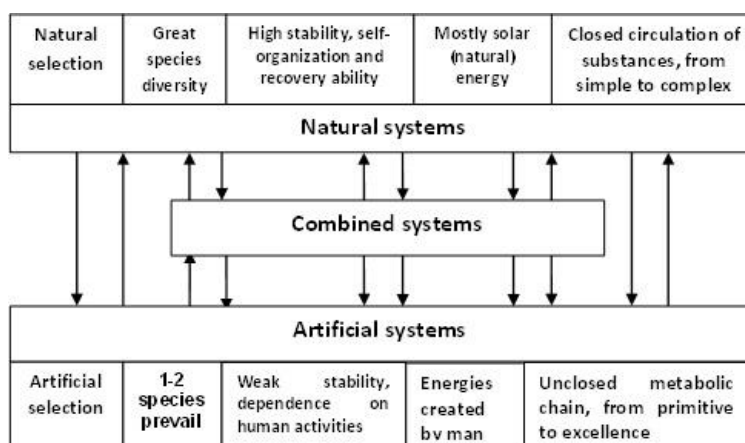 Natural
selection
Great
species
diversity
High stability, self-
organization and
recovery ability
Mostly solar
(natural)
energy
Closed circulation of
substances, from
simple to complex
Natural systems
Combined systems
Artificial systems
Artificial
selection
1-2
species
prevail
Weak stability,
dependence on
human activities
Energies
created
by man
Unclosed metabolic
chain, from primitive
to excellence